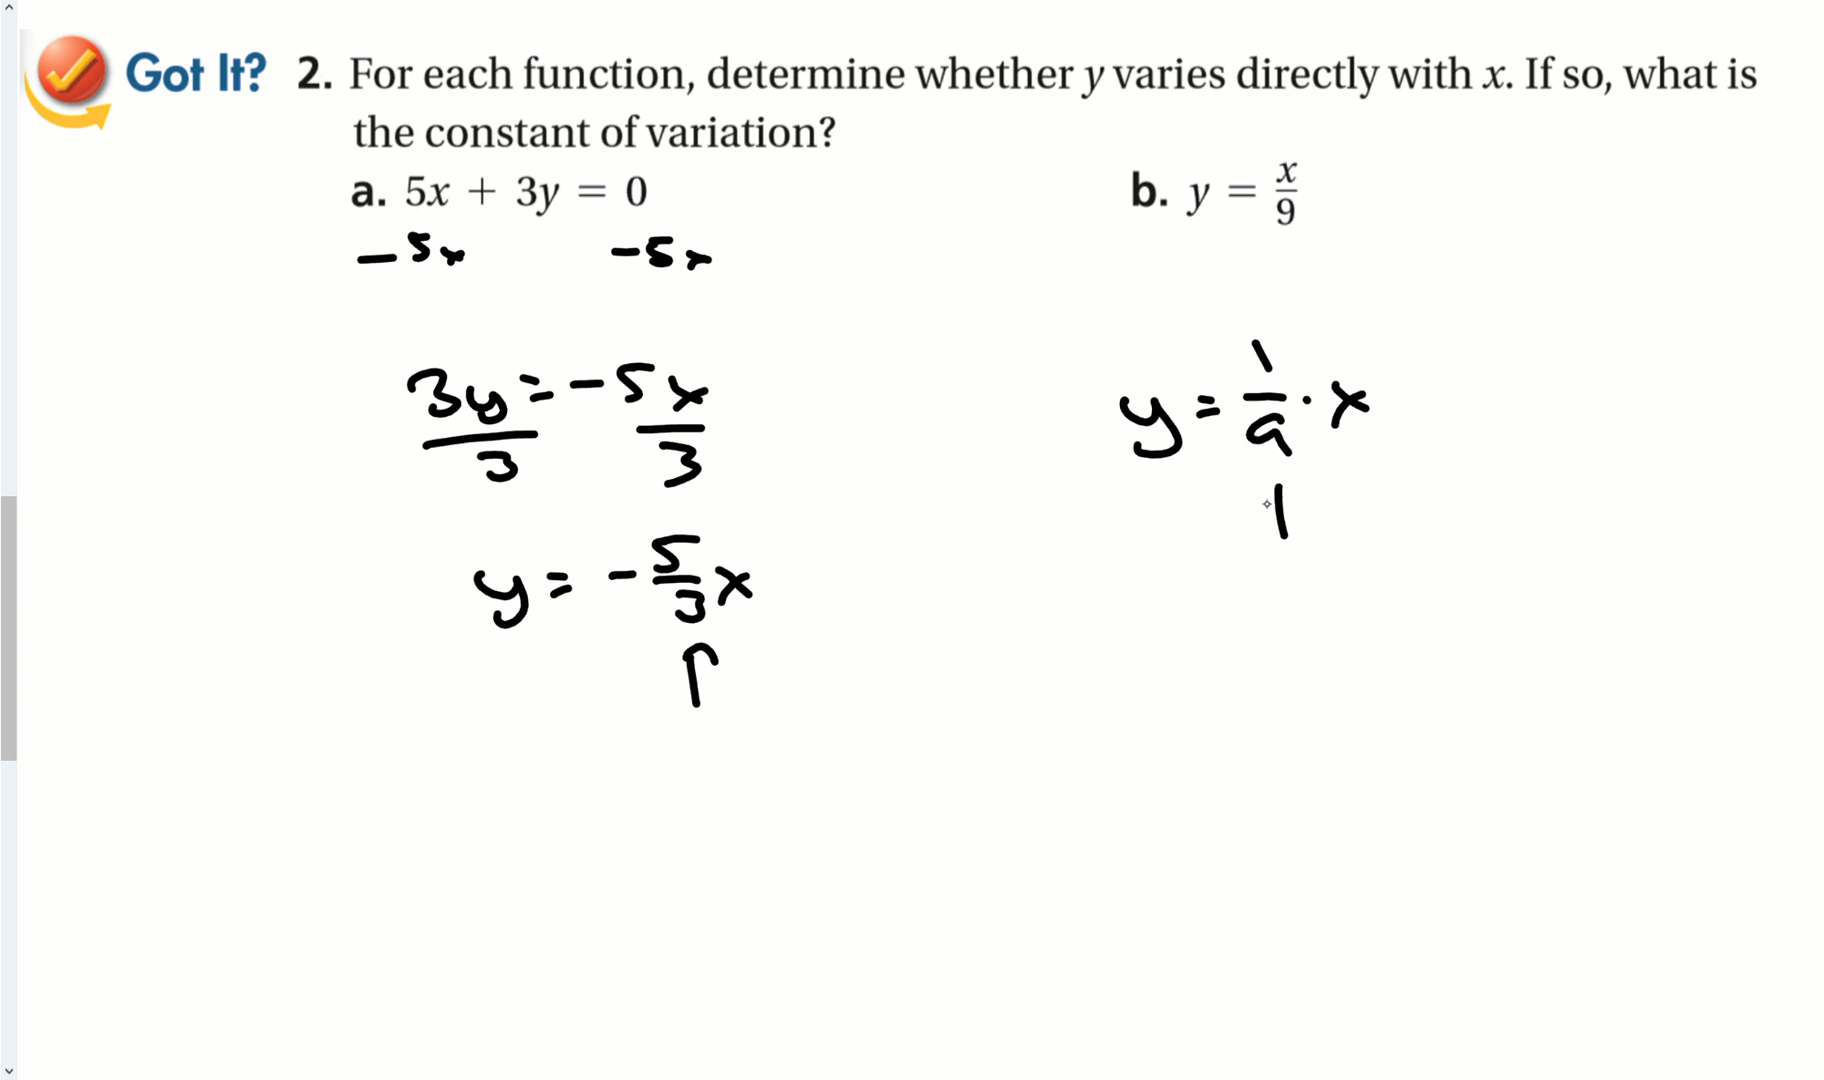 Got It? 2. For each function, determine whether y varies directly with x. If so, what is
the constant of variation?
a. 5x + 3y = 0
b. y = x/9
-5x -5x
3y/3 = -5x/3
y = 1/9 · x
y = -5/3 x